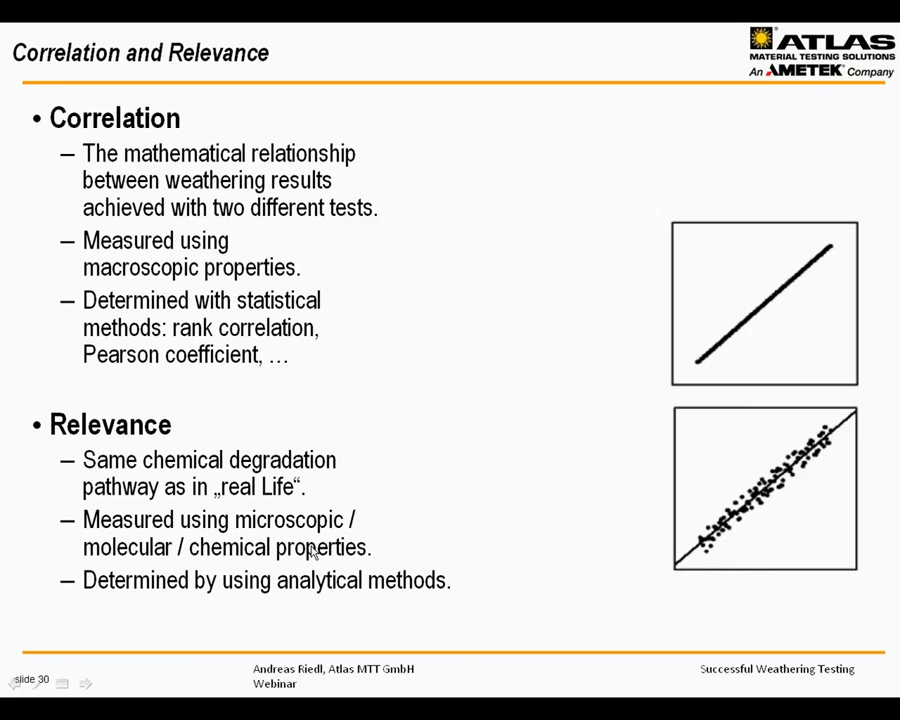 Correlation and Relevance
ATLAS
MATERIAL TESTING SOLUTIONS
An AMETEK® Company
• Correlation
– The mathematical relationship
between weathering results
achieved with two different tests.
– Measured using
macroscopic properties.
– Determined with statistical
methods: rank correlation,
Pearson coefficient, …
• Relevance
– Same chemical degradation
pathway as in „real Life“.
– Measured using microscopic /
molecular / chemical properties.
– Determined by using analytical methods.
slide 30
Andreas Riedl, Atlas MTT GmbH
Webinar
Successful Weathering Testing